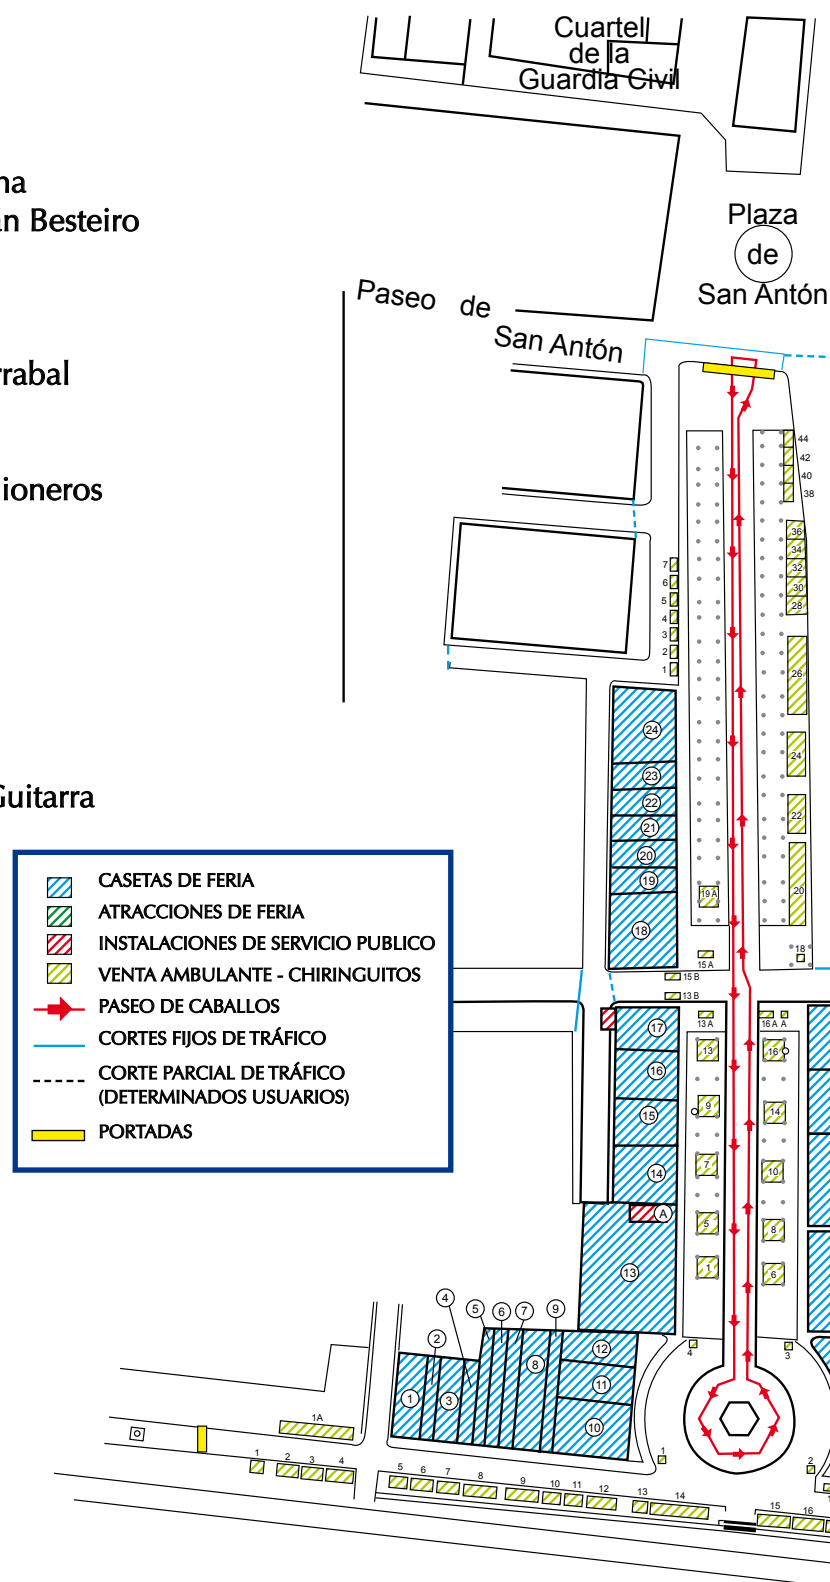 Cuartel
de la
Guardia Civil
na
án Besteiro
Plaza
de
San Antón
Paseo de
San Antón
rrabal
ioneros
Guitarra
CASETAS DE FERIA
ATRACCIONES DE FERIA
INSTALACIONES DE SERVICIO PUBLICO
VENTA AMBULANTE - CHIRINGUITOS
PASEO DE CABALLOS
CORTES FIJOS DE TRÁFICO
CORTE PARCIAL DE TRÁFICO
(DETERMINADOS USUARIOS)
PORTADAS
44
42
40
38
36
34
32
30
28
7
6
5
4
3
2
1
26
24
22
20
18
24
23
22
21
20
19
18
19 A
15 A
15 B
13 B
13 A
16 A A
17
16
15
14
A
13
13
9
7
5
1
16
14
10
8
6
4
3
4
5
6
7
9
2
1
3
8
12
11
10
1A
1
2
3
4
5
6
7
8
9
10
11
12
13
14
1
2
15
16